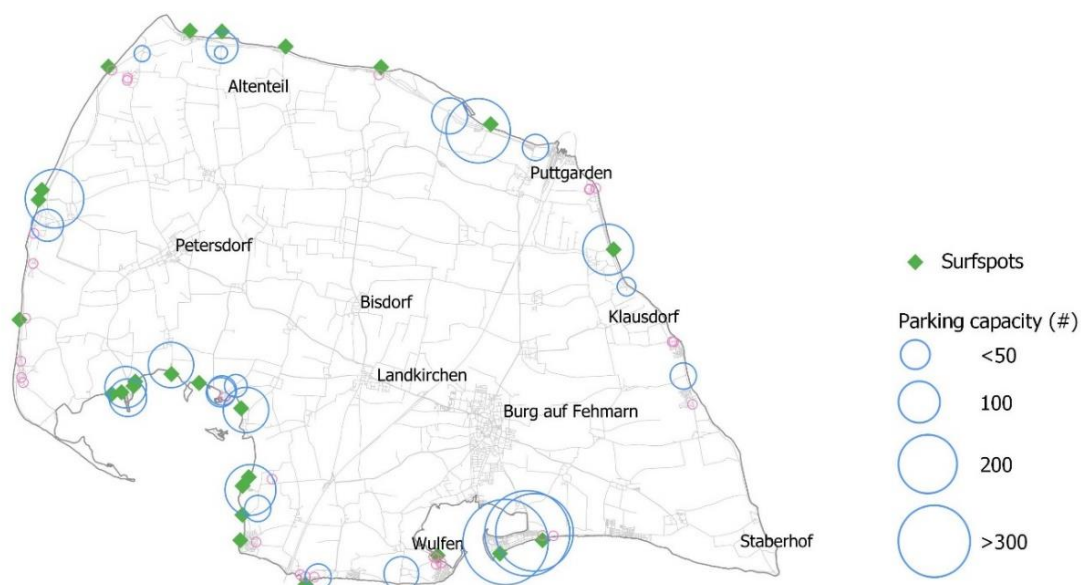 Altenteil
Puttgarden
Petersdorf
Surfspots
Bisdorf
Klausdorf
Parking capacity (#)
<50
Landkirchen
100
Burg auf Fehmarn
200
Wulfen
Staberhof
>300